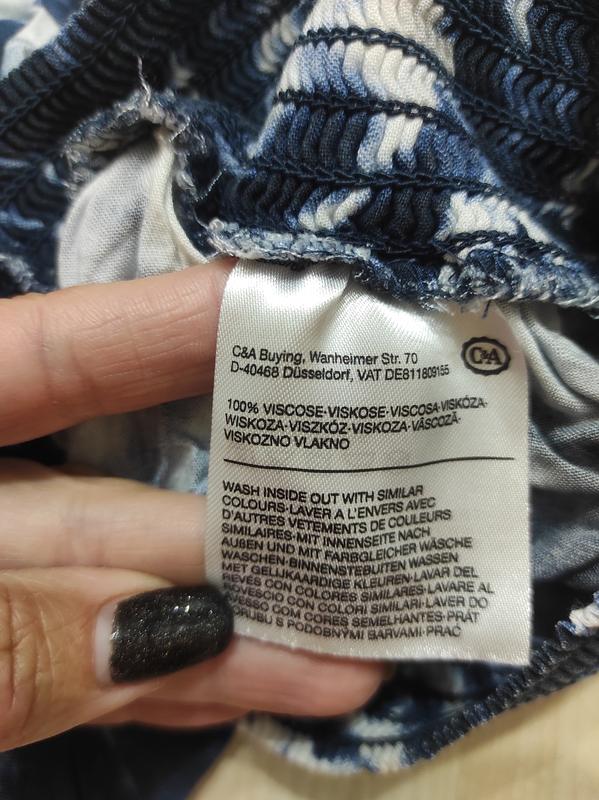 C&A Buying, Wanheimer Str. 70
D-40468 Düsseldorf, VAT DE811809155
C&A
100% VISCOSE·VISKOSE·VISCOSA·VISKÓZA·
WISKOZA·VISZKÓZ·VISKOZA·VÂSCOZĂ·
VISKOZNO VLAKNO
WASH INSIDE OUT WITH SIMILAR
COLOURS·LAVER A L'ENVERS AVEC
D'AUTRES VETEMENTS DE COULEURS
SIMILAIRES·MIT INNENSEITE NACH
AUßEN UND MIT FARBGLEICHER WÄSCHE
WASCHEN·BINNENSTEBUITEN WASSEN
MET GELIJKAARDIGE KLEUREN·LAVAR DEL
REVÉS CON COLORES SIMILARES·LAVARE AL
ROVESCIO CON COLORI SIMILARI·LAVAR DO
AVESSO COM CORES SEMELHANTES·PRÁT
RUBU S PODOBNÝMI BARVAMI·PRAĆ